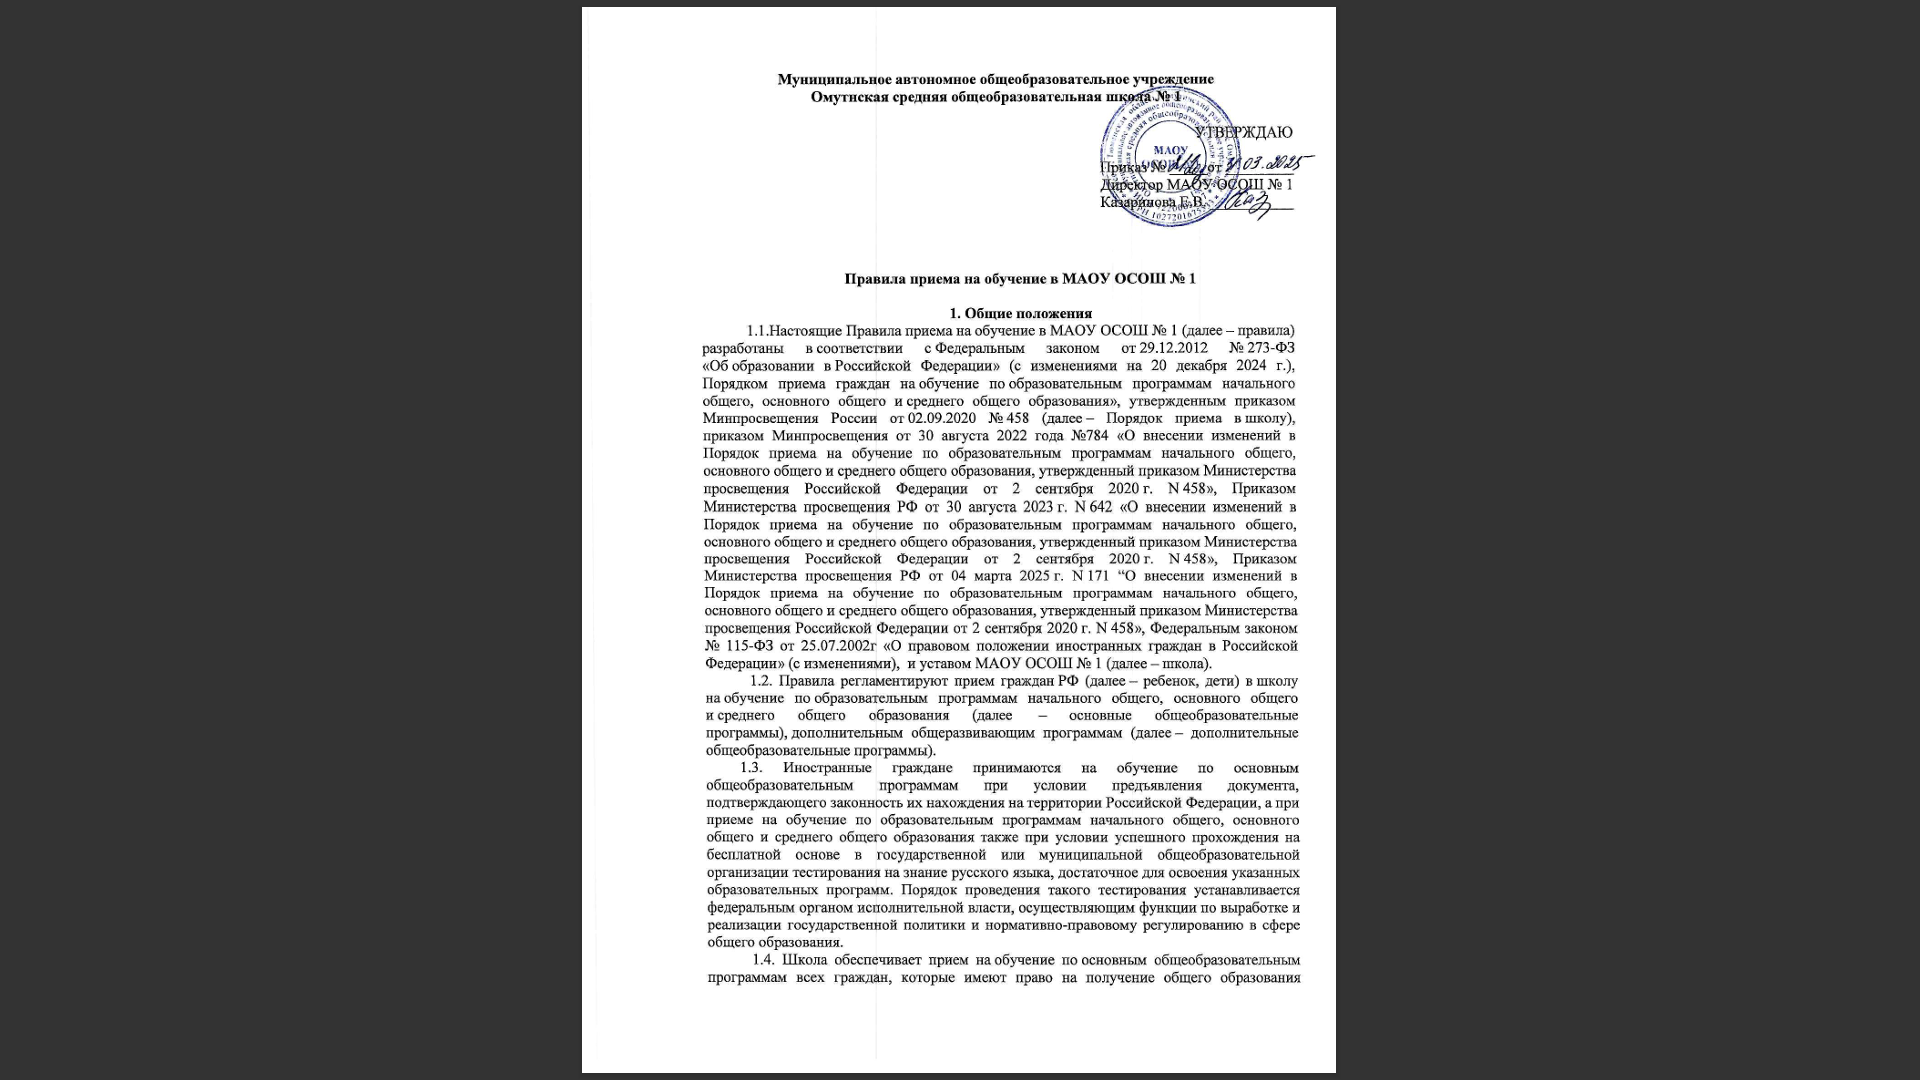 Муниципальное автономное общеобразовательное учреждение
Омутнская средняя общеобразовательная школа № 1
УТВЕРЖДАЮ
МАОУ
Приказ № от 03.2025
Директор МАОУ ОСОШ № 1
Казаринова Е.В.
Правила приема на обучение в МАОУ ОСОШ № 1
1. Общие положения
1.1.Настоящие Правила приема на обучение в МАОУ ОСОШ № 1 (далее – правила)
разработаны в соответствии с Федеральным законом от 29.12.2012 № 273-ФЗ
«Об образовании в Российской Федерации» (с изменениями на 20 декабря 2024 г.),
Порядком приема граждан на обучение по образовательным программам начального
общего, основного общего и среднего общего образования», утвержденным приказом
Минпросвещения России от 02.09.2020 № 458 (далее – Порядок приема в школу),
приказом Минпросвещения от 30 августа 2022 года №784 «О внесении изменений в
Порядок приема на обучение по образовательным программам начального общего,
основного общего и среднего общего образования, утвержденный приказом Министерства
просвещения Российской Федерации от 2 сентября 2020 г. N 458», Приказом
Министерства просвещения РФ от 30 августа 2023 г. N 642 «О внесении изменений в
Порядок приема на обучение по образовательным программам начального общего,
основного общего и среднего общего образования, утвержденный приказом Министерства
просвещения Российской Федерации от 2 сентября 2020 г. N 458», Приказом
Министерства просвещения РФ от 04 марта 2025 г. N 171 “О внесении изменений в
Порядок приема на обучение по образовательным программам начального общего,
основного общего и среднего общего образования, утвержденный приказом Министерства
просвещения Российской Федерации от 2 сентября 2020 г. N 458», Федеральным законом
№ 115-ФЗ от 25.07.2002г «О правовом положении иностранных граждан в Российской
Федерации» (с изменениями), и уставом МАОУ ОСОШ № 1 (далее – школа).
1.2. Правила регламентируют прием граждан РФ (далее – ребенок, дети) в школу
на обучение по образовательным программам начального общего, основного общего
и среднего общего образования (далее – основные общеобразовательные
программы), дополнительным общеразвивающим программам (далее – дополнительные
общеобразовательные программы).
1.3. Иностранные граждане принимаются на обучение по основным
общеобразовательным программам при условии предъявления документа,
подтверждающего законность их нахождения на территории Российской Федерации, а при
приеме на обучение по образовательным программам начального общего, основного
общего и среднего общего образования также при условии успешного прохождения на
бесплатной основе в государственной или муниципальной общеобразовательной
организации тестирования на знание русского языка, достаточное для освоения указанных
образовательных программ. Порядок проведения такого тестирования устанавливается
федеральным органом исполнительной власти, осуществляющим функции по выработке и
реализации государственной политики и нормативно-правовому регулированию в сфере
общего образования.
1.4. Школа обеспечивает прием на обучение по основным общеобразовательным
программам всех граждан, которые имеют право на получение общего образования